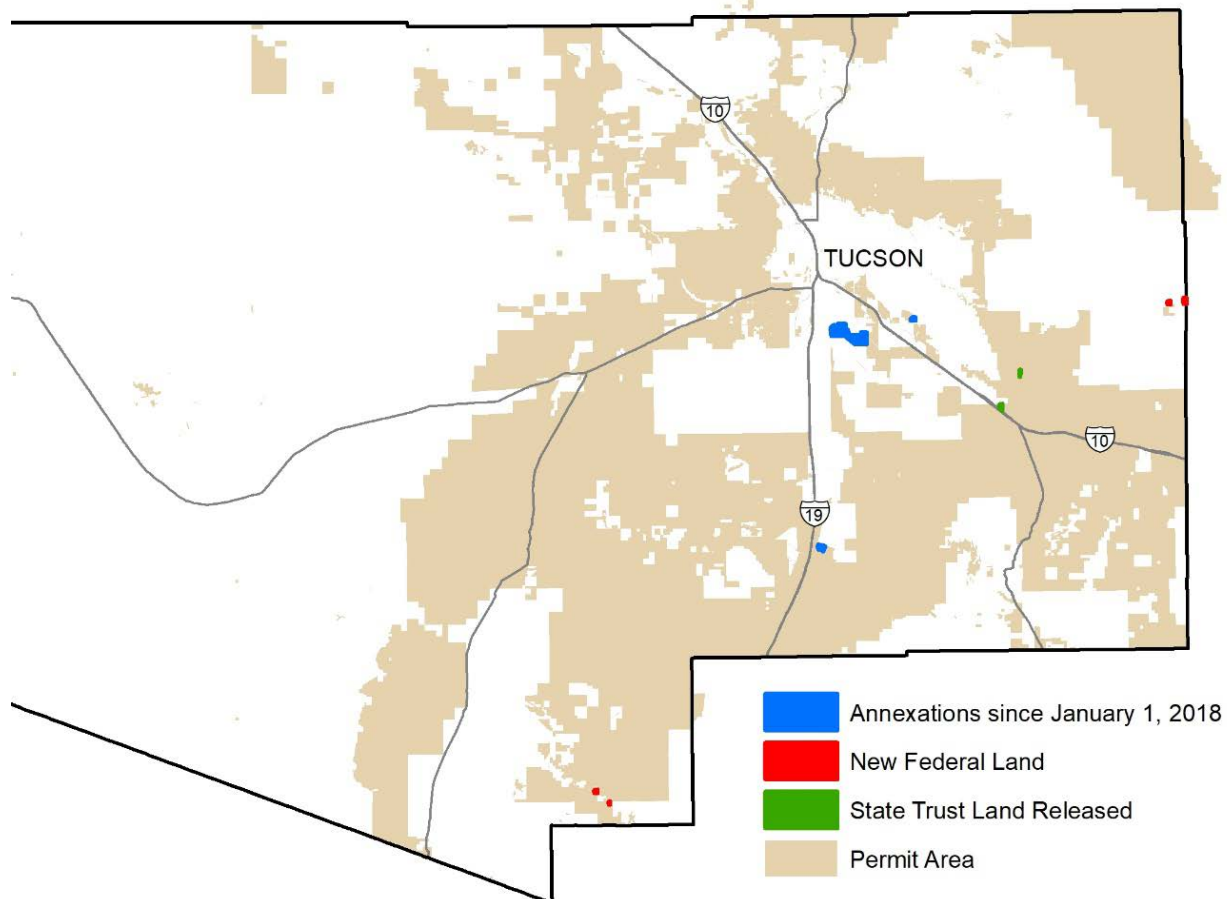 10
TUCSON
10
19
Annexations since January 1, 2018
New Federal Land
State Trust Land Released
Permit Area